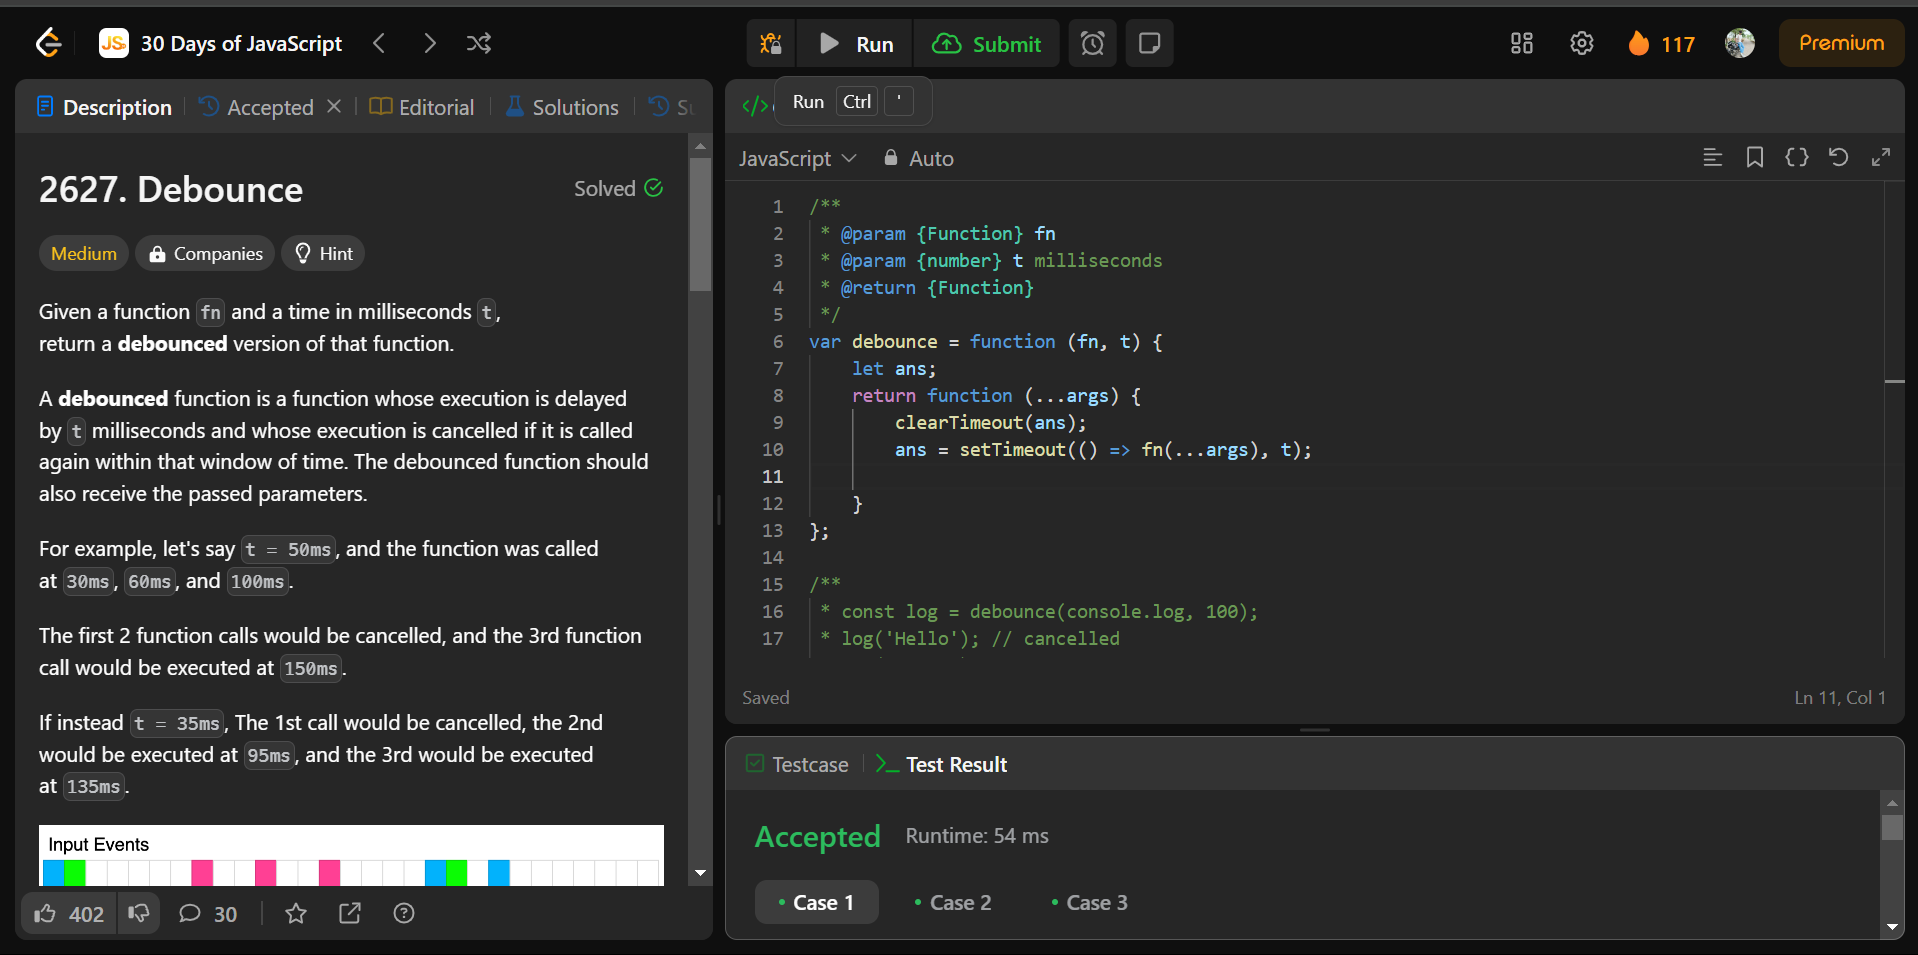 JS 30 Days of JavaScript
Run
Submit
117
Premium
Description
Accepted
Editorial
Solutions
Run Ctrl '
2627. Debounce
Solved
Medium
Companies
Hint
Given a function fn and a time in milliseconds t,
return a debounced version of that function.
A debounced function is a function whose execution is delayed
by t milliseconds and whose execution is cancelled if it is called
again within that window of time. The debounced function should
also receive the passed parameters.
For example, let's say t = 50ms, and the function was called
at 30ms, 60ms, and 100ms.
The first 2 function calls would be cancelled, and the 3rd function
call would be executed at 150ms.
If instead t = 35ms, The 1st call would be cancelled, the 2nd
would be executed at 95ms, and the 3rd would be executed
at 135ms.
Input Events
402
30
JavaScript
Auto
1 /**
2 * @param {Function} fn
3 * @param {number} t milliseconds
4 * @return {Function}
5 */
6 var debounce = function (fn, t) {
7 let ans;
8 return function (...args) {
9 clearTimeout(ans);
10 ans = setTimeout(() => fn(...args), t);
11
12 }
13 };
14
15 /**
16 * const log = debounce(console.log, 100);
17 * log('Hello'); // cancelled
Saved
Ln 11, Col 1
Testcase
Test Result
Accepted
Runtime: 54 ms
Case 1
Case 2
Case 3